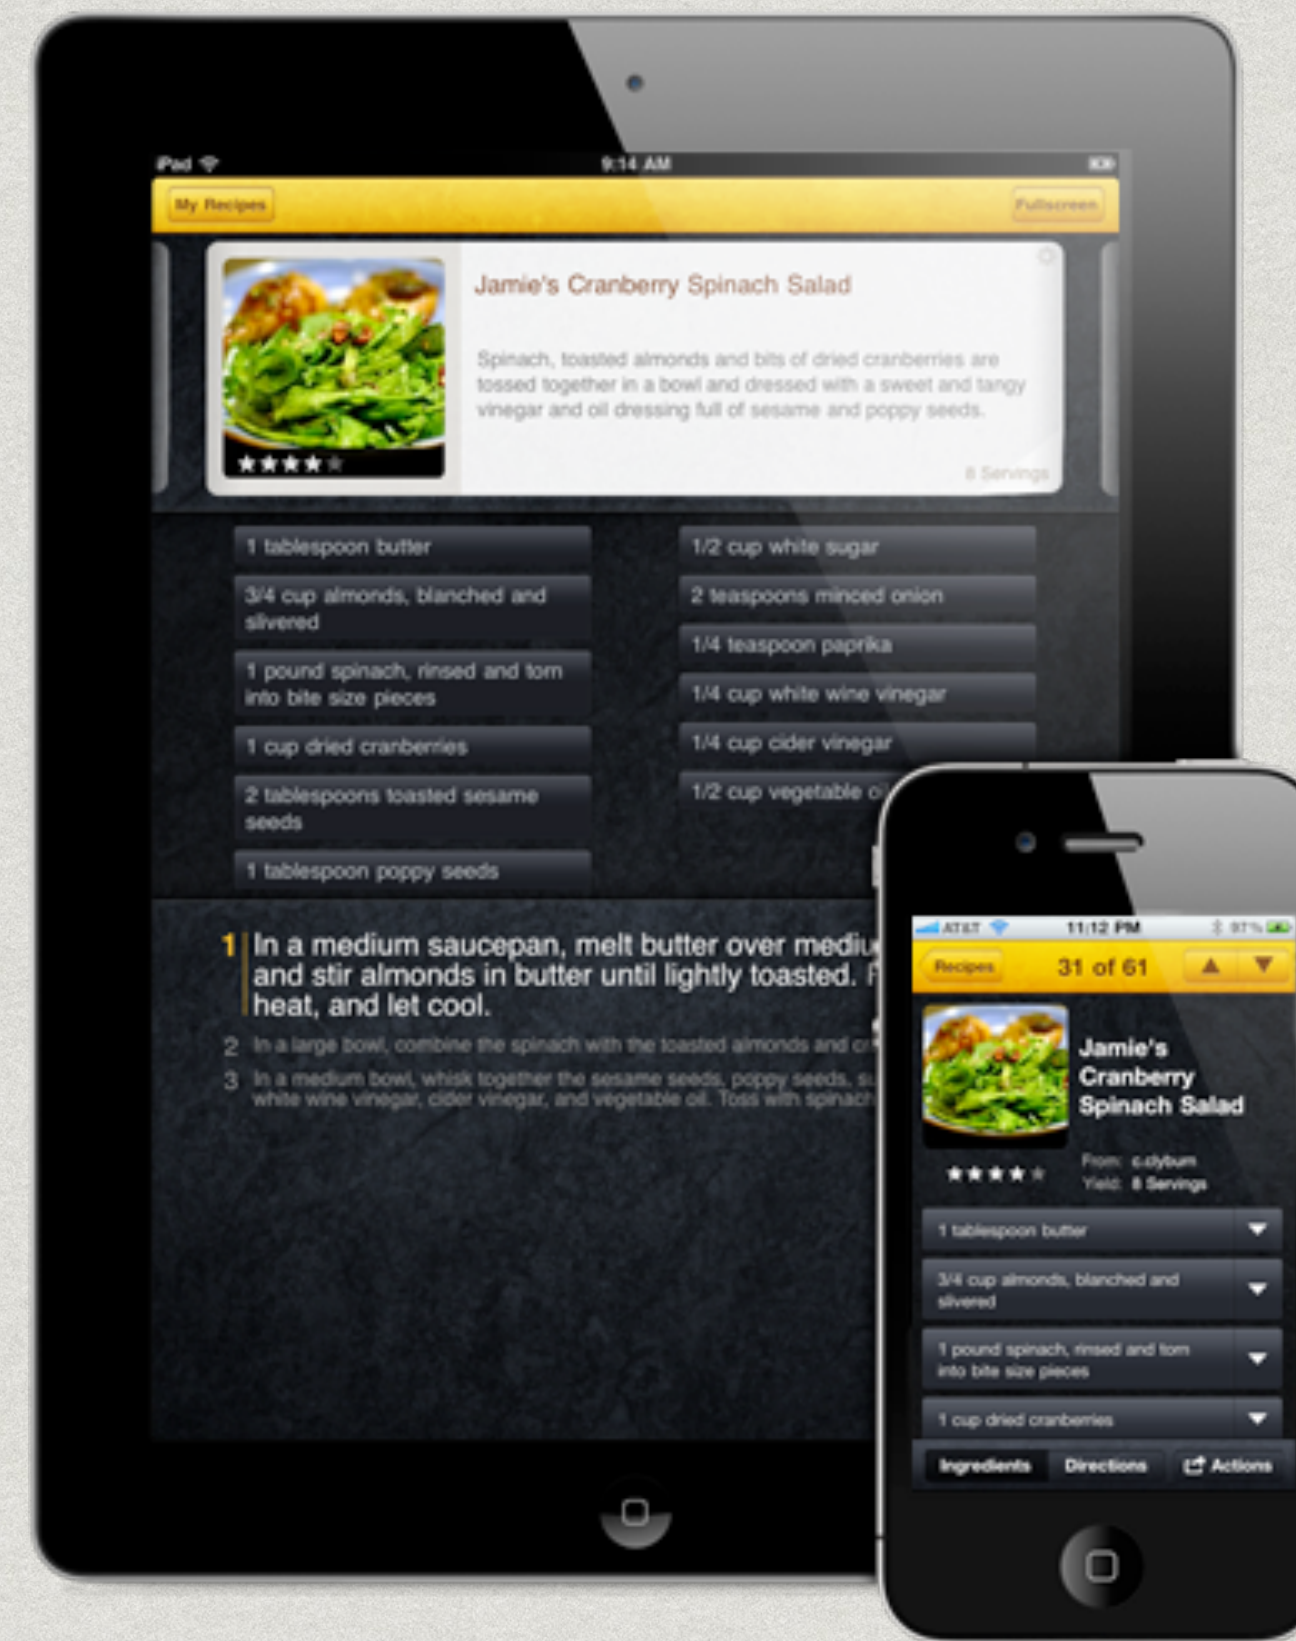 iPad
9:14 AM
My Recipes
Fullscreen
Jamie's Cranberry Spinach Salad
Spinach, toasted almonds and bits of dried cranberries are
tossed together in a bowl and dressed with a sweet and tangy
vinegar and oil dressing full of sesame and poppy seeds.
8 Servings
1 tablespoon butter
3/4 cup almonds, blanched and
slivered
1 pound spinach, rinsed and torn
into bite size pieces
1 cup dried cranberries
2 tablespoons toasted sesame
seeds
1 tablespoon poppy seeds
1/2 cup white sugar
2 teaspoons minced onion
1/4 teaspoon paprika
1/4 cup white wine vinegar
1/4 cup cider vinegar
1/2 cup vegetable
1 In a medium saucepan, melt butter over
and stir almonds in butter until lightly toasted.
heat, and let cool.
2 In a large bowl, combine the spinach with the toasted almonds and
3 In a medium bowl, whisk together the sesame seeds, poppy seeds,
white wine vinegar, cider vinegar, and vegetable oil. Toss with spinach
AT&T
11:12 PM
97%
Recipes
31 of 61
Jamie's
Cranberry
Spinach Salad
From: c.clyburn
Yield: 8 Servings
1 tablespoon butter
3/4 cup almonds, blanched and
slivered
1 pound spinach, rinsed and torn
into bite size pieces
1 cup dried cranberries
Ingredients
Directions
Actions